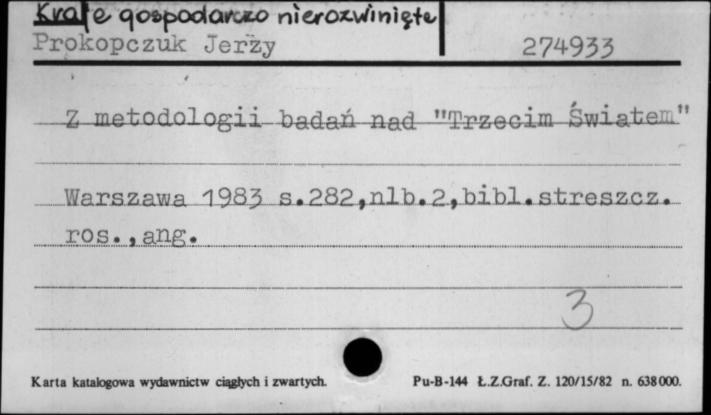 Kraje gospodarczo nierozwinięte
Prokopczuk Jerzy 274933
Z metodologii badań nad "Trzecim Światem"
Warszawa 1983 s.282,nlb.2,bibl.streszcz.
ros.,ang.
3
Karta katalogowa wydawnictw ciągłych i zwartych. Pu-B-144 Ł.Z.Graf. Z. 120/15/82 n. 638000.